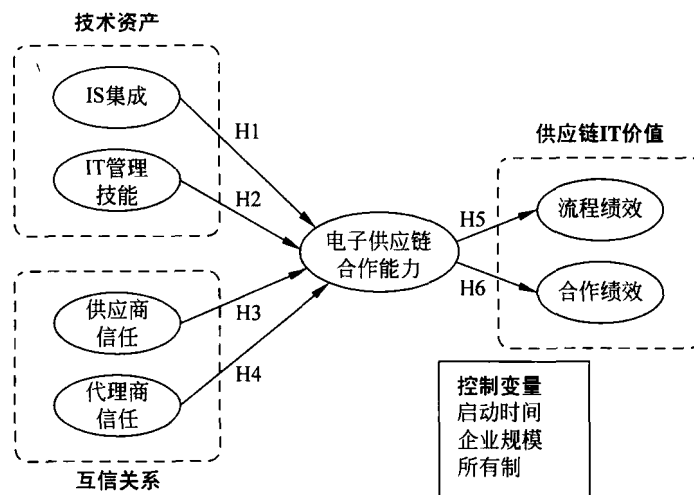 技术资产
IS集成
IT管理
技能
H1
H2
供应商
信任
代理商
信任
H3
H4
互信关系
电子供应链
合作能力
H5
H6
供应链IT价值
流程绩效
合作绩效
控制变量
启动时间
企业规模
所有制